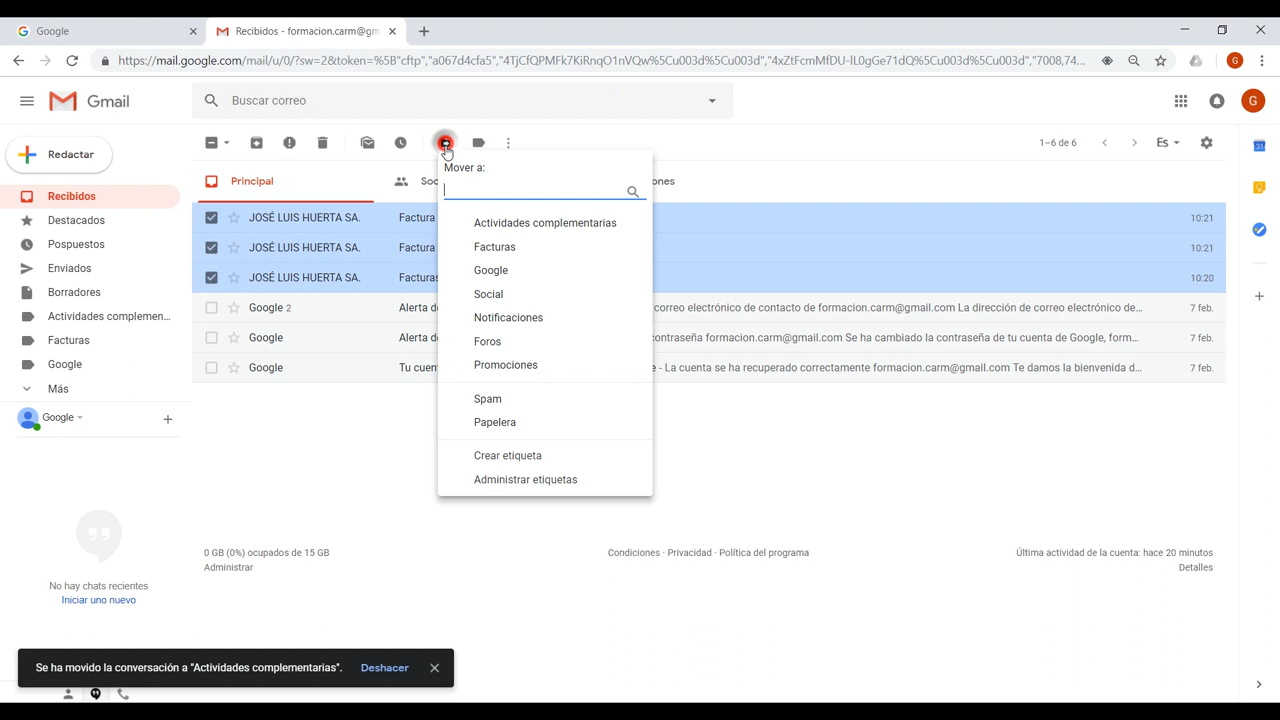 Google
Recibidos - formacion.carm@gm
https://mail.google.com/mail/u/0/?sw=2&token=%5B"cftp","a067d4cfa5","4TjCfQPMFk7KiRnqO1nVQw%5Cu003d%5Cu003d","4xZtFcmMfDU-lL0gGe71dQ%5Cu003d%5Cu003d","7008,74...
G
Gmail
Buscar correo
G
Mover a:
1–6 de 6
Es
Redactar
Principal
Soc
ones
Recibidos
Destacados
Pospuestos
Enviados
Borradores
Actividades complemen...
Facturas
Google
Más
Google
JOSÉ LUIS HUERTA SA.
Factura
10:21
JOSÉ LUIS HUERTA SA.
Factura
10:21
JOSÉ LUIS HUERTA SA.
Facturas
10:20
Google 2
Alerta de
correo electrónico de contacto de formacion.carm@gmail.com La dirección de correo electrónico de...
7 feb.
Google
Alerta de
contraseña formacion.carm@gmail.com Se ha cambiado la contraseña de tu cuenta de Google, form...
7 feb.
Google
Tu cuen
e - La cuenta se ha recuperado correctamente formacion.carm@gmail.com Te damos la bienvenida d...
7 feb.
Actividades complementarias
Facturas
Google
Social
Notificaciones
Foros
Promociones
Spam
Papelera
Crear etiqueta
Administrar etiquetas
0 GB (0%) ocupados de 15 GB
Administrar
Condiciones · Privacidad · Política del programa
Última actividad de la cuenta: hace 20 minutos
Detalles
No hay chats recientes
Iniciar uno nuevo
Se ha movido la conversación a "Actividades complementarias".
Deshacer
31